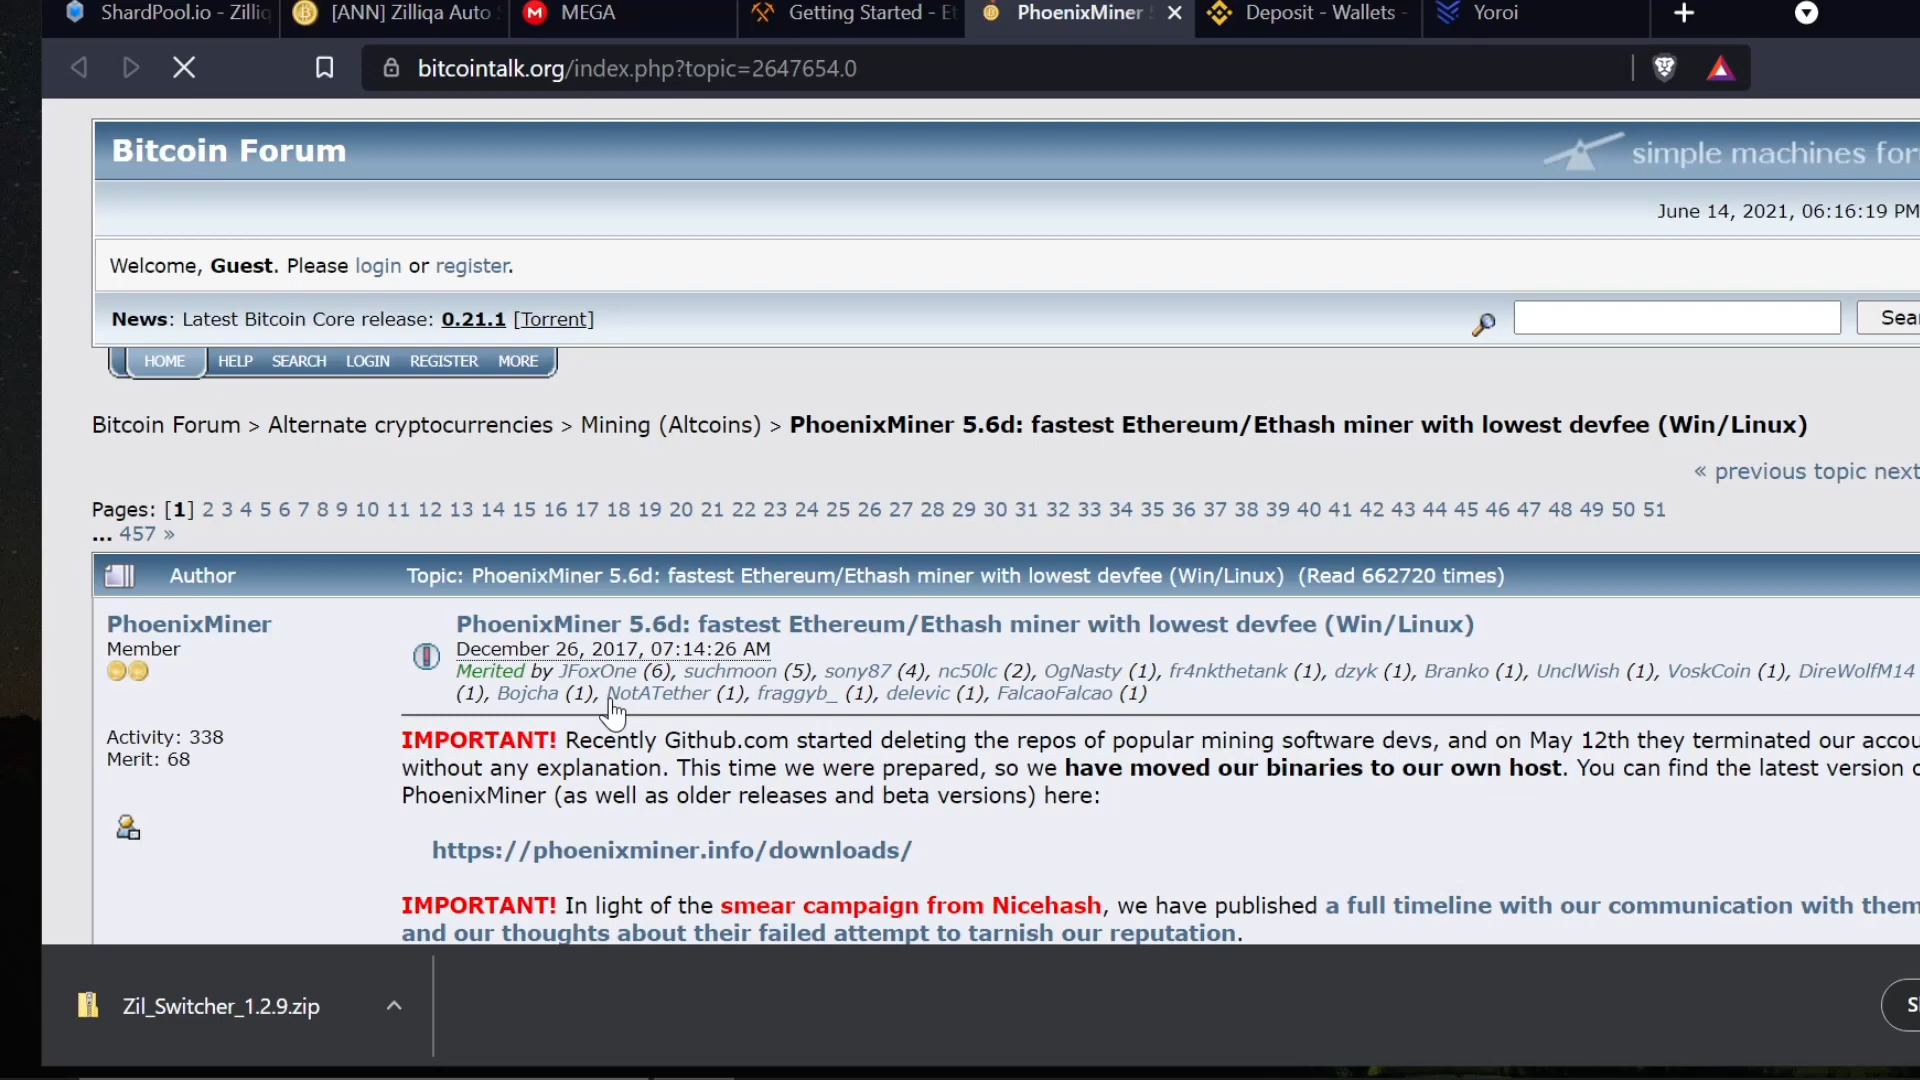 ShardPool.io - Zilliq [ANN] Zilliqa Auto MEGA Getting Started - Et PhoenixMiner Deposit - Wallets - Yoroi
bitcointalk.org/index.php?topic=2647654.0
Bitcoin Forum
simple machines for
June 14, 2021, 06:16:19 PM
Welcome, Guest. Please login or register.
News: Latest Bitcoin Core release: 0.21.1 [Torrent]
Sear
HOME HELP SEARCH LOGIN REGISTER MORE
Bitcoin Forum > Alternate cryptocurrencies > Mining (Altcoins) > PhoenixMiner 5.6d: fastest Ethereum/Ethash miner with lowest devfee (Win/Linux)
« previous topic next
Pages: [1] 2 3 4 5 6 7 8 9 10 11 12 13 14 15 16 17 18 19 20 21 22 23 24 25 26 27 28 29 30 31 32 33 34 35 36 37 38 39 40 41 42 43 44 45 46 47 48 49 50 51
... 457 »
Author Topic: PhoenixMiner 5.6d: fastest Ethereum/Ethash miner with lowest devfee (Win/Linux) (Read 662720 times)
PhoenixMiner
Member
Activity: 338
Merit: 68
PhoenixMiner 5.6d: fastest Ethereum/Ethash miner with lowest devfee (Win/Linux)
December 26, 2017, 07:14:26 AM
Merited by JFoxOne (6), suchmoon (5), sony87 (4), nc50lc (2), OgNasty (1), fr4nkthetank (1), dzyk (1), Branko (1), UnclWish (1), VoskCoin (1), DireWolfM14
(1), Bojcha (1), NotATether (1), fraggyb_ (1), delevic (1), FalcaoFalcao (1)
IMPORTANT! Recently Github.com started deleting the repos of popular mining software devs, and on May 12th they terminated our accou
without any explanation. This time we were prepared, so we have moved our binaries to our own host. You can find the latest version o
PhoenixMiner (as well as older releases and beta versions) here:
https://phoenixminer.info/downloads/
IMPORTANT! In light of the smear campaign from Nicehash, we have published a full timeline with our communication with them
and our thoughts about their failed attempt to tarnish our reputation.
Zil_Switcher_1.2.9.zip